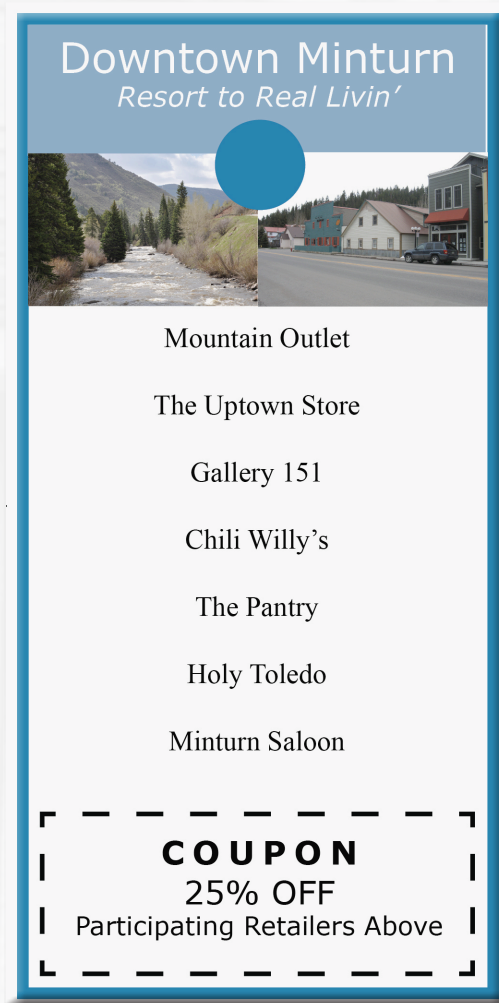 Downtown Minturn
Resort to Real Livin’
Mountain Outlet
The Uptown Store
Gallery 151
Chili Willy’s
The Pantry
Holy Toledo
Minturn Saloon
COUPON
25% OFF
Participating Retailers Above